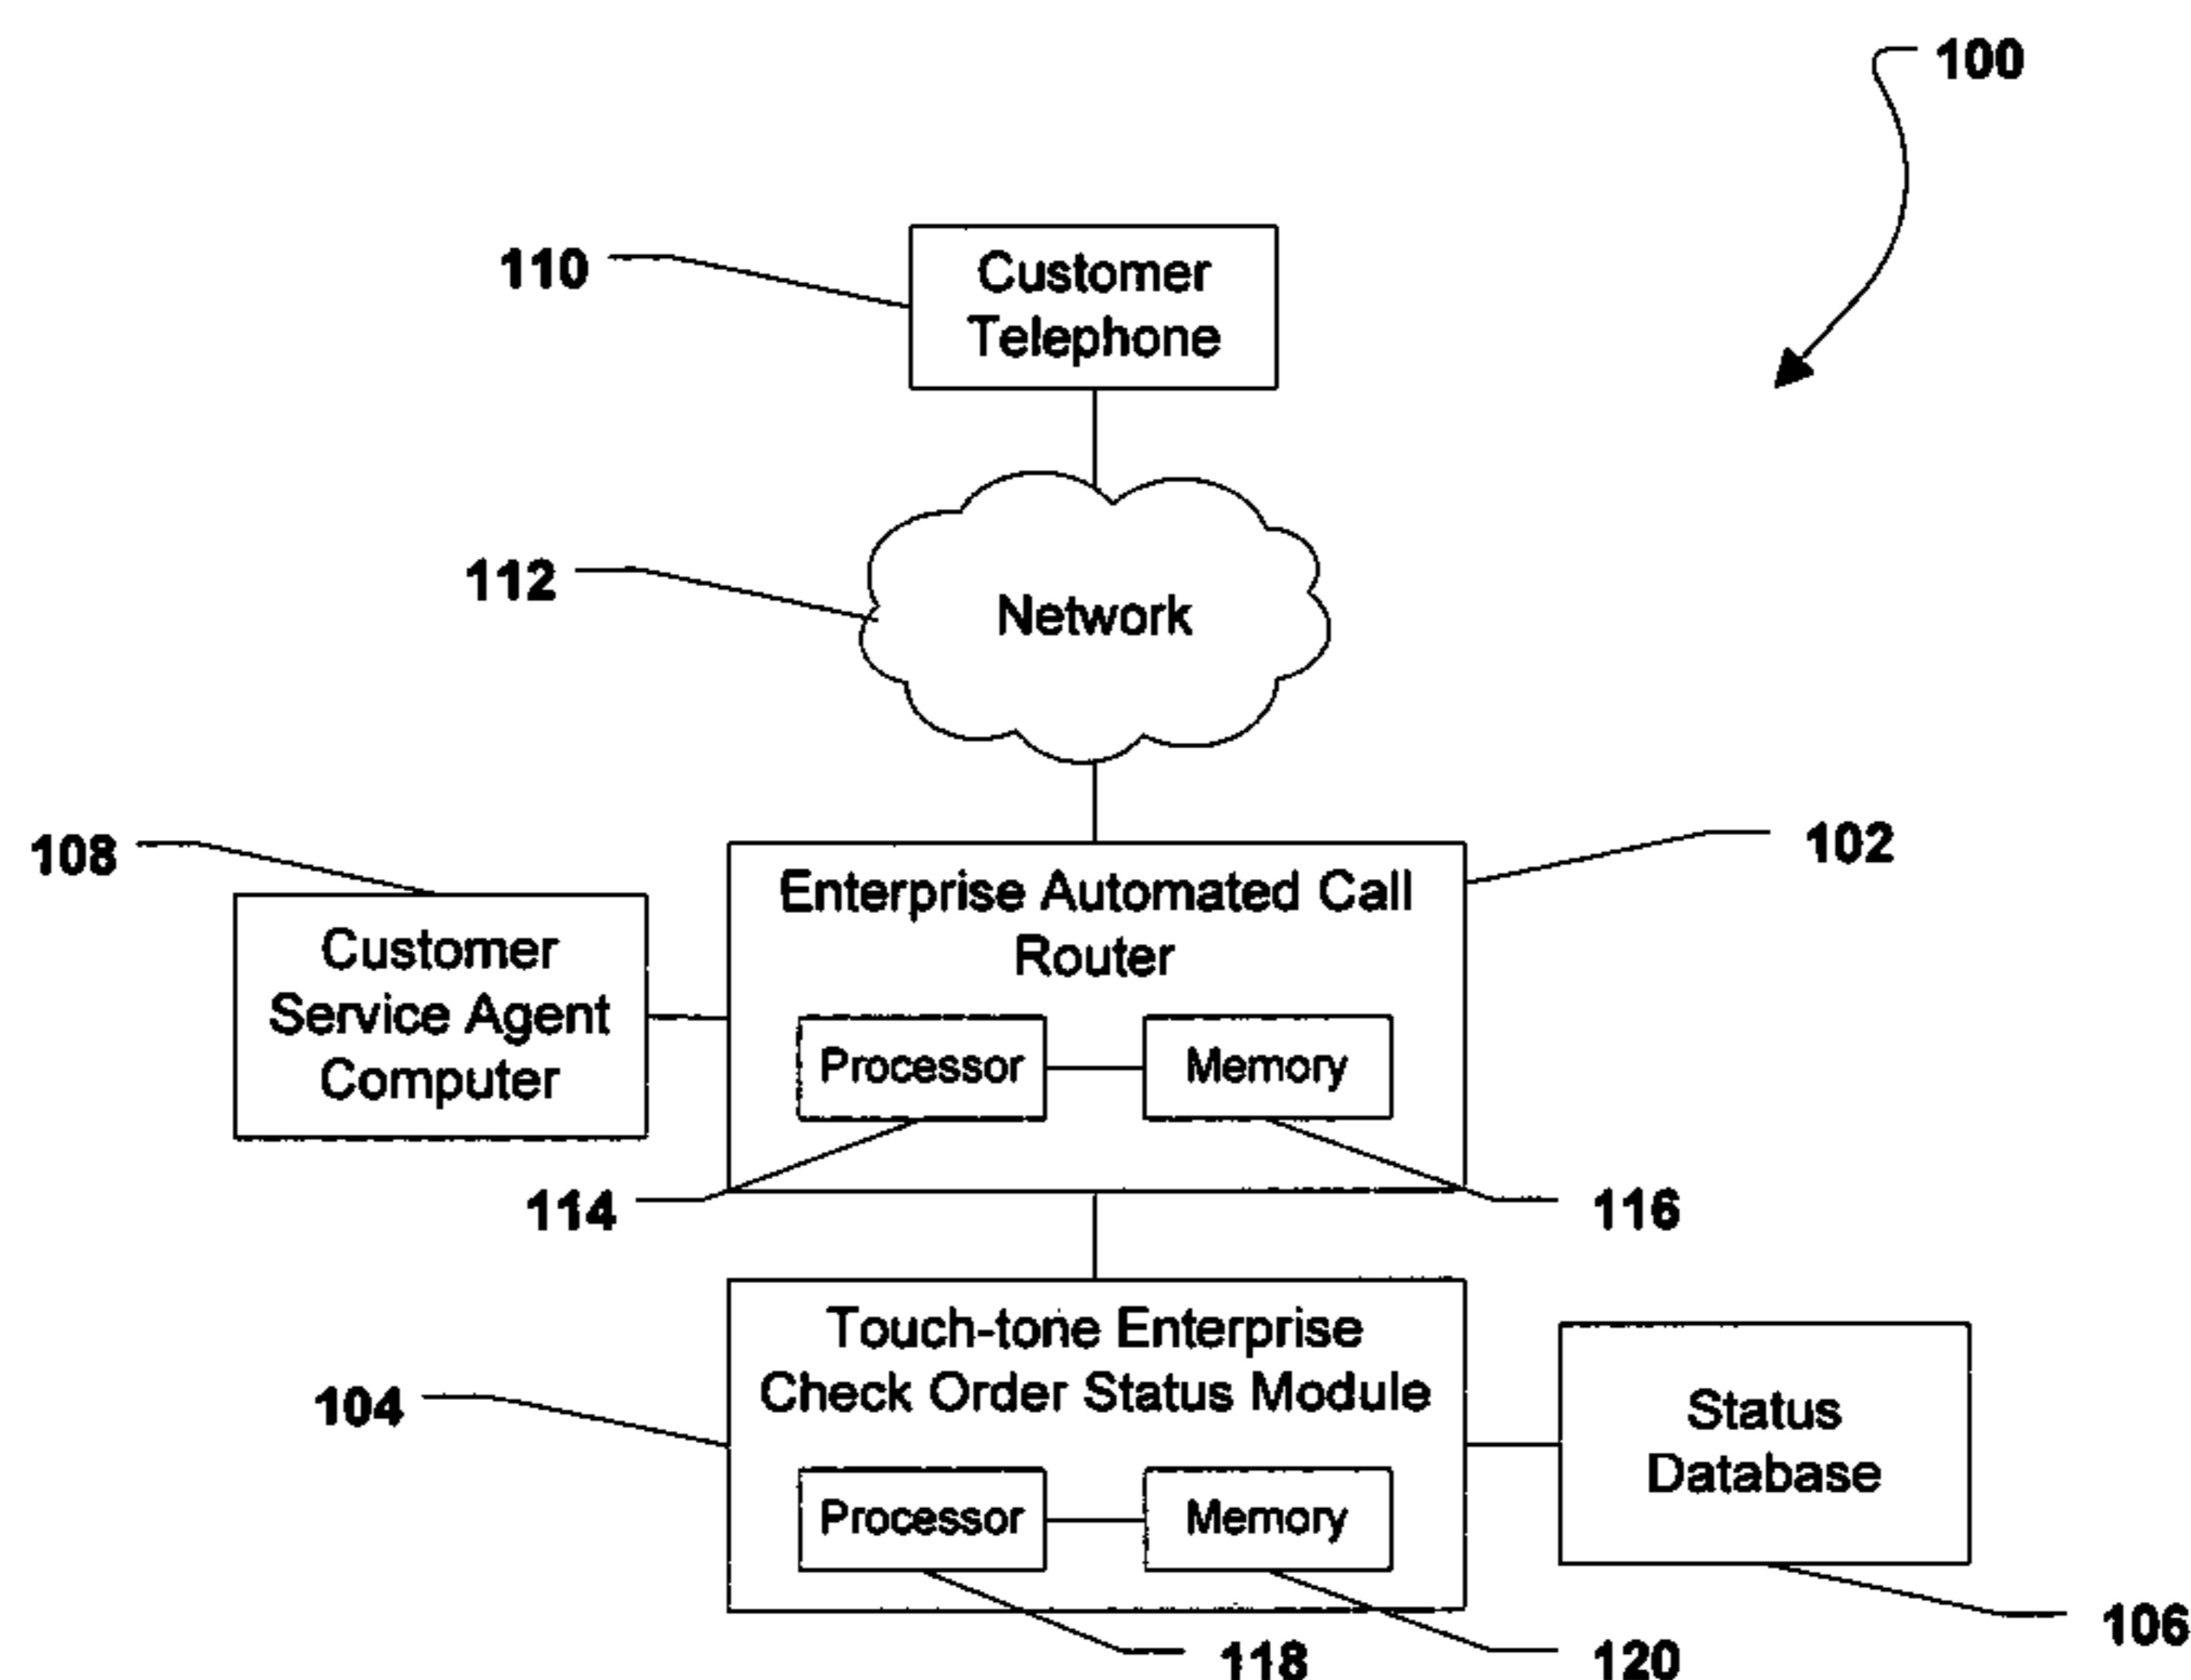 100
110
Customer
Telephone
112
Network
108
102
Enterprise Automated Call
Router
Customer
Service Agent
Computer
Processor
Memory
114
116
Touch-tone Enterprise
Check Order Status Module
104
Status
Database
Processor
Memory
106
118
120